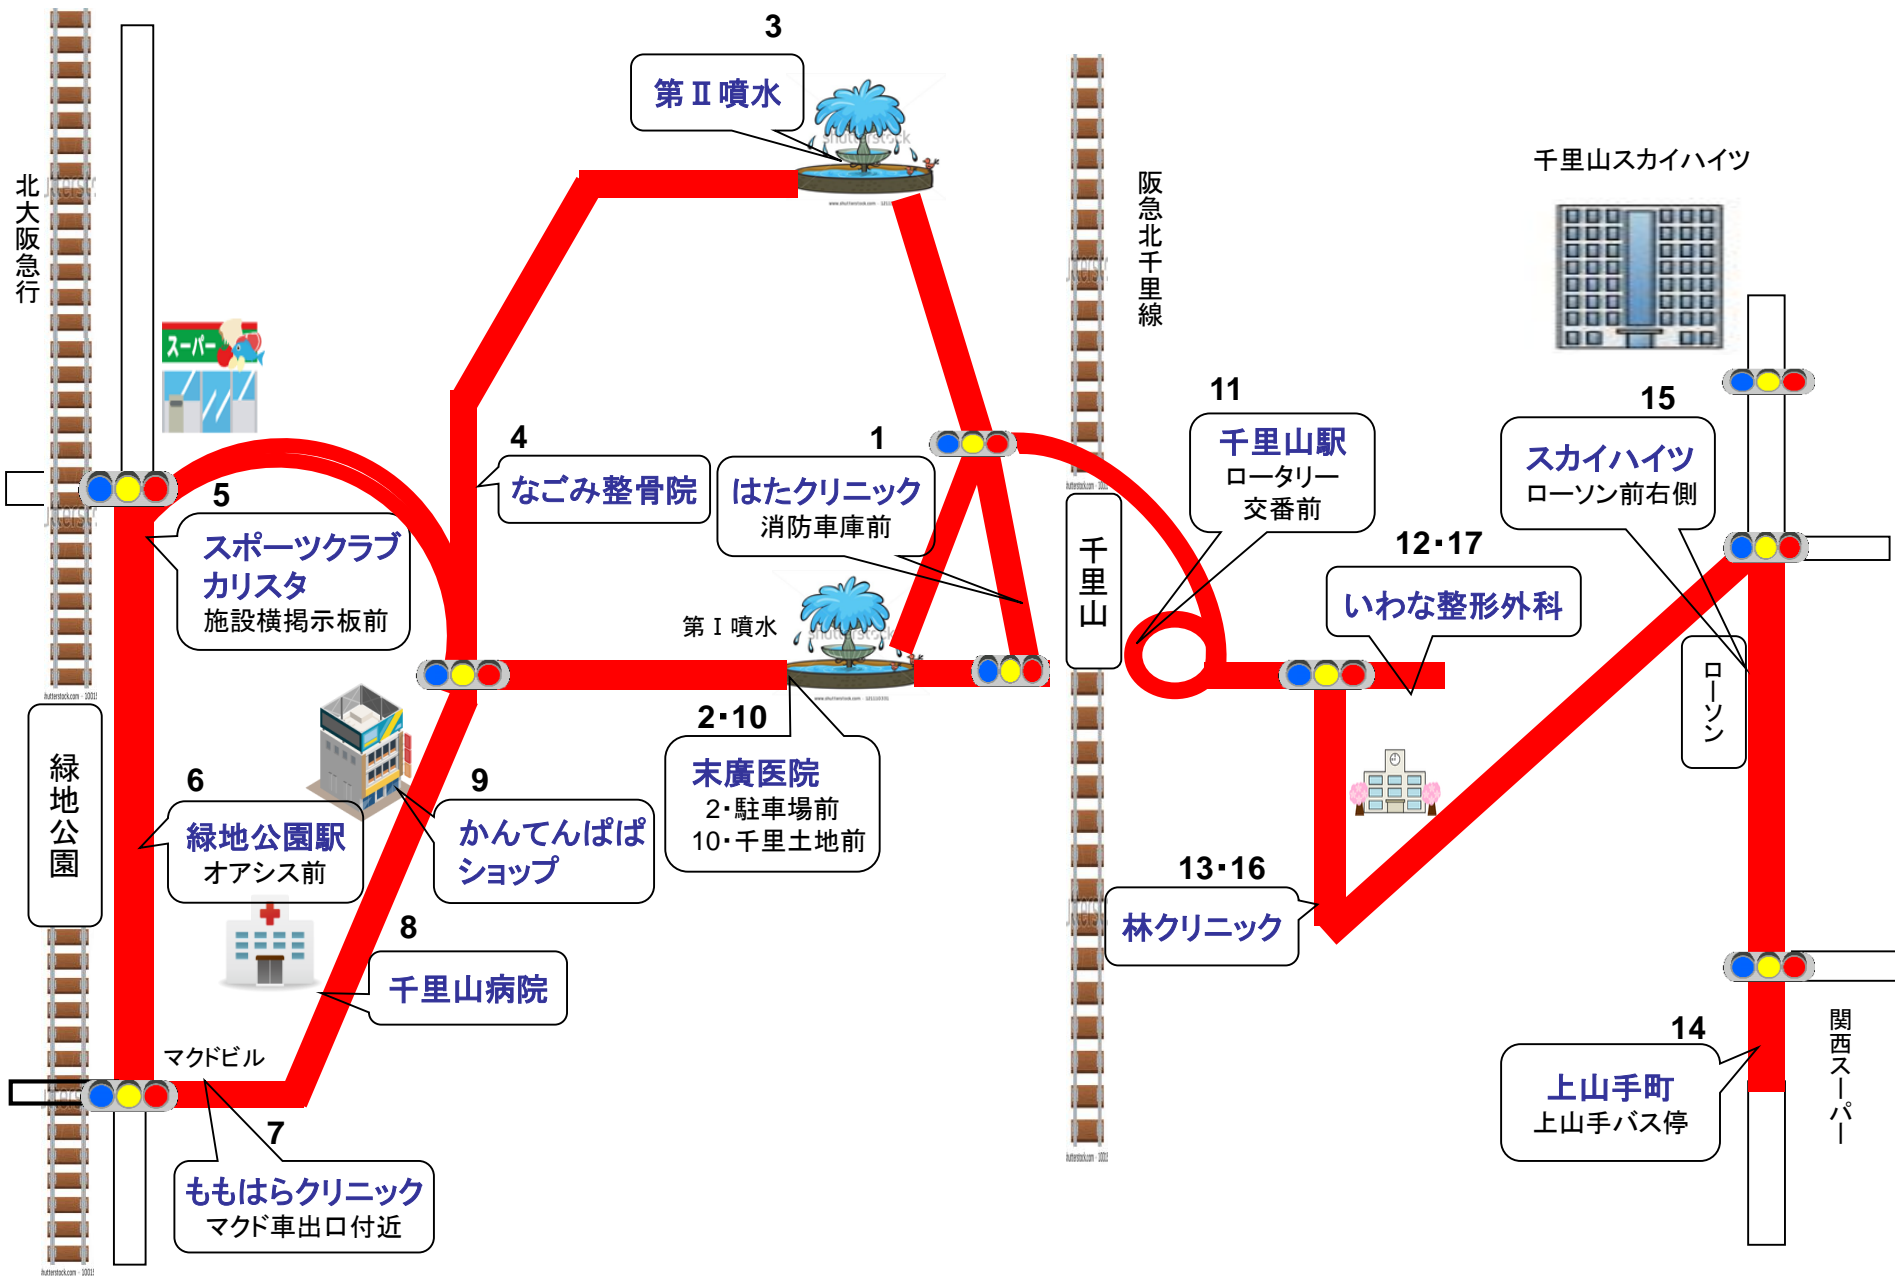 3
第Ⅱ噴水
shutterstock
www.shutterstock.com
北大阪急行
阪急北千里線
千里山スカイハイツ
スーパー
11
千里山駅
ロータリー
交番前
15
スカイハイツ
ローソン前右側
4
なごみ整骨院
1
はたクリニック
消防車庫前
5
スポーツクラブ
カリスタ
施設横掲示板前
千里山
12・17
いわな整形外科
第Ⅰ噴水
shutterstock
www.shutterstock.com
ローソン
緑地公園
2・10
末廣医院
2・駐車場前
10・千里土地前
6
緑地公園駅
オアシス前
9
かんてんぱぱ
ショップ
13・16
林クリニック
8
千里山病院
14
上山手町
上山手バス停
関西スーパー
マクドビル
7
ももはらクリニック
マクド車出口付近